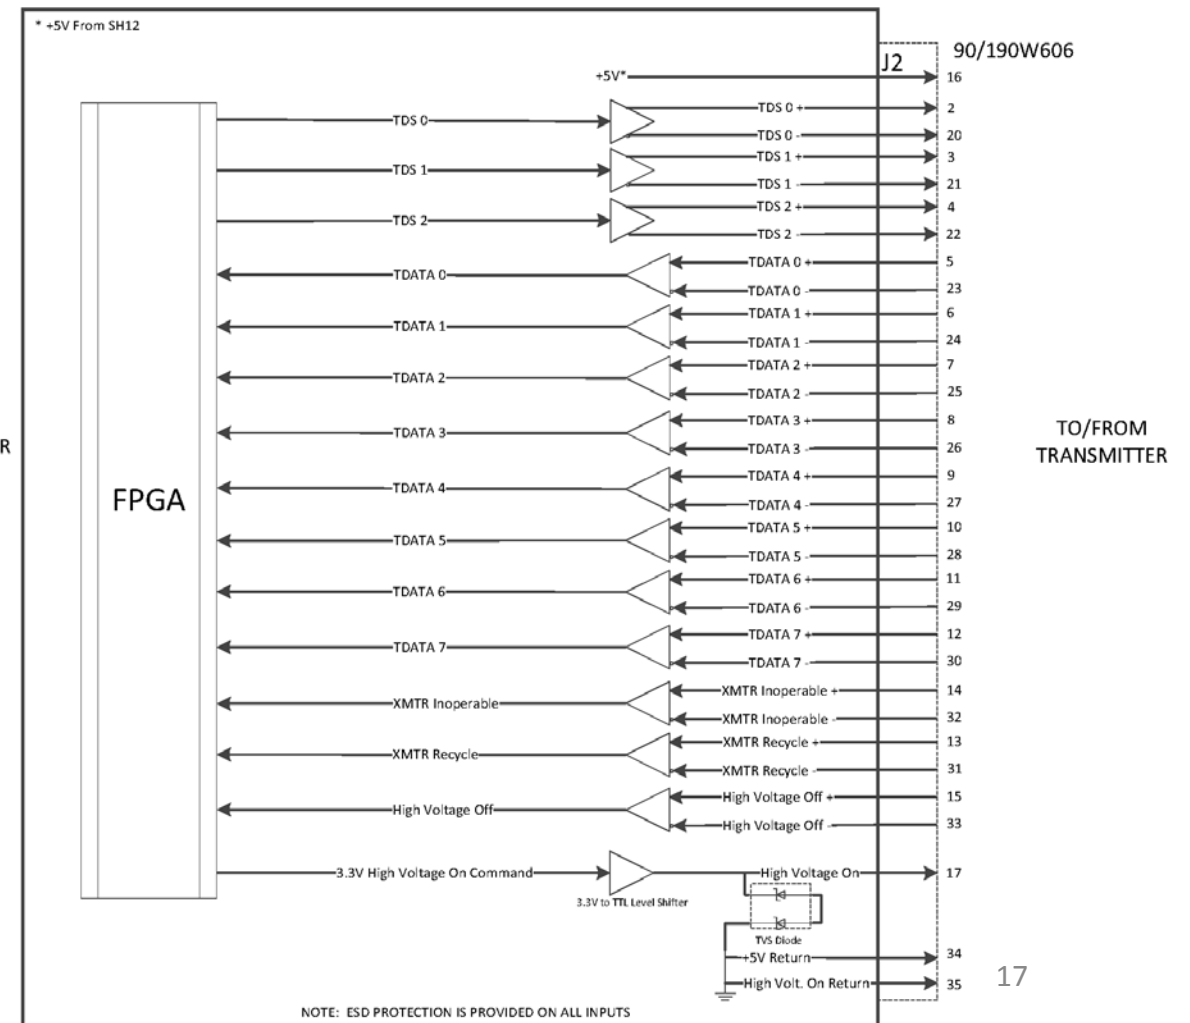 * +5V From SH12
90/190W606
J2
+5V* 16
TDS 0 TDS 0 + 2
TDS 0 - 20
TDS 1 TDS 1 + 3
TDS 1 - 21
TDS 2 TDS 2 + 4
TDS 2 - 22
TDATA 0 TDATA 0 + 5
TDATA 0 - 23
TDATA 1 TDATA 1 + 6
TDATA 1 - 24
TDATA 2 TDATA 2 + 7
TDATA 2 - 25
TDATA 3 TDATA 3 + 8
TDATA 3 - 26
TDATA 4 TDATA 4 + 9
TDATA 4 - 27
TDATA 5 TDATA 5 + 10
TDATA 5 - 28
TDATA 6 TDATA 6 + 11
TDATA 6 - 29
TDATA 7 TDATA 7 + 12
TDATA 7 - 30
XMTR Inoperable XMTR Inoperable + 14
XMTR Inoperable - 32
XMTR Recycle XMTR Recycle + 13
XMTR Recycle - 31
High Voltage Off High Voltage Off + 15
High Voltage Off - 33
3.3V High Voltage On Command High Voltage On 17
3.3V to TTL Level Shifter
TVS Diode
+5V Return 34
High Volt. On Return 35
FPGA
R
TO/FROM
TRANSMITTER
17
NOTE: ESD PROTECTION IS PROVIDED ON ALL INPUTS